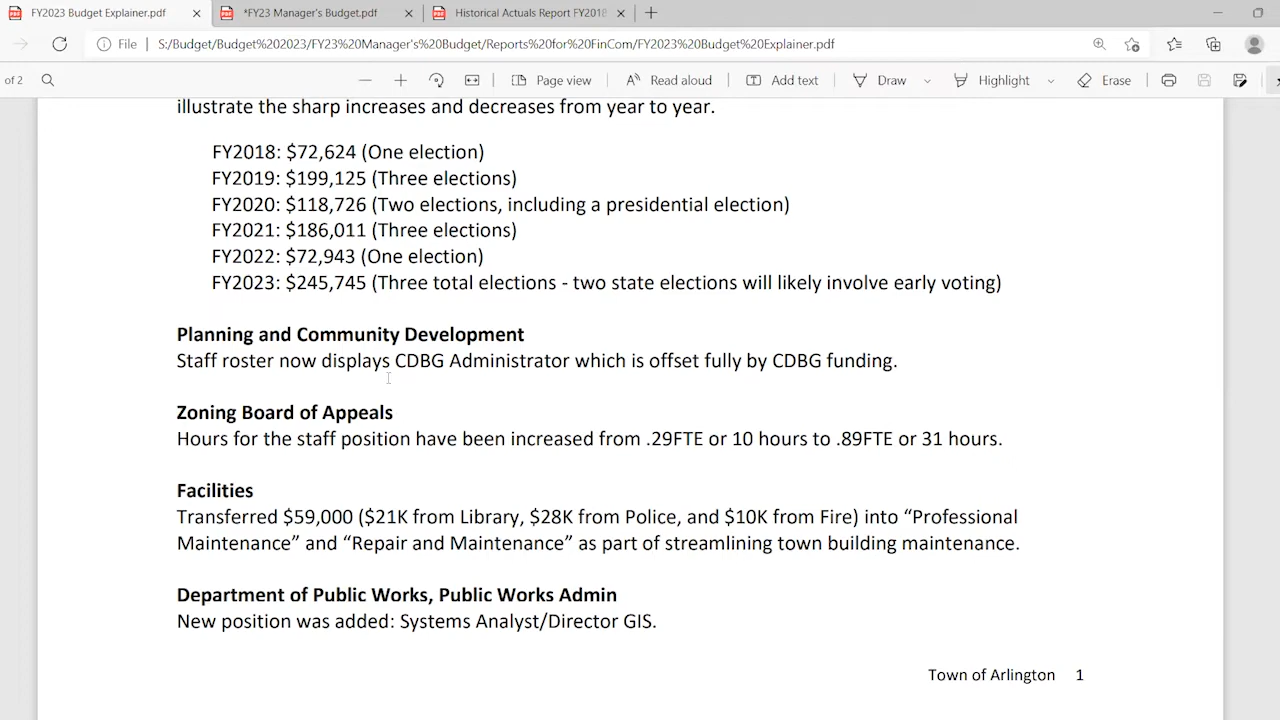 FY2023 Budget Explainer.pdf
*FY23 Manager's Budget.pdf
Historical Actuals Report FY2018
File
S:/Budget/Budget%202023/FY23%20Manager's%20Budget/Reports%20for%20FinCom/FY2023%20Budget%20Explainer.pdf
of 2
Page view
Read aloud
Add text
Draw
Highlight
Erase
illustrate the sharp increases and decreases from year to year.
FY2018: $72,624 (One election)
FY2019: $199,125 (Three elections)
FY2020: $118,726 (Two elections, including a presidential election)
FY2021: $186,011 (Three elections)
FY2022: $72,943 (One election)
FY2023: $245,745 (Three total elections - two state elections will likely involve early voting)
Planning and Community Development
Staff roster now displays CDBG Administrator which is offset fully by CDBG funding.
Zoning Board of Appeals
Hours for the staff position have been increased from .29FTE or 10 hours to .89FTE or 31 hours.
Facilities
Transferred $59,000 ($21K from Library, $28K from Police, and $10K from Fire) into “Professional
Maintenance” and “Repair and Maintenance” as part of streamlining town building maintenance.
Department of Public Works, Public Works Admin
New position was added: Systems Analyst/Director GIS.
Town of Arlington 1